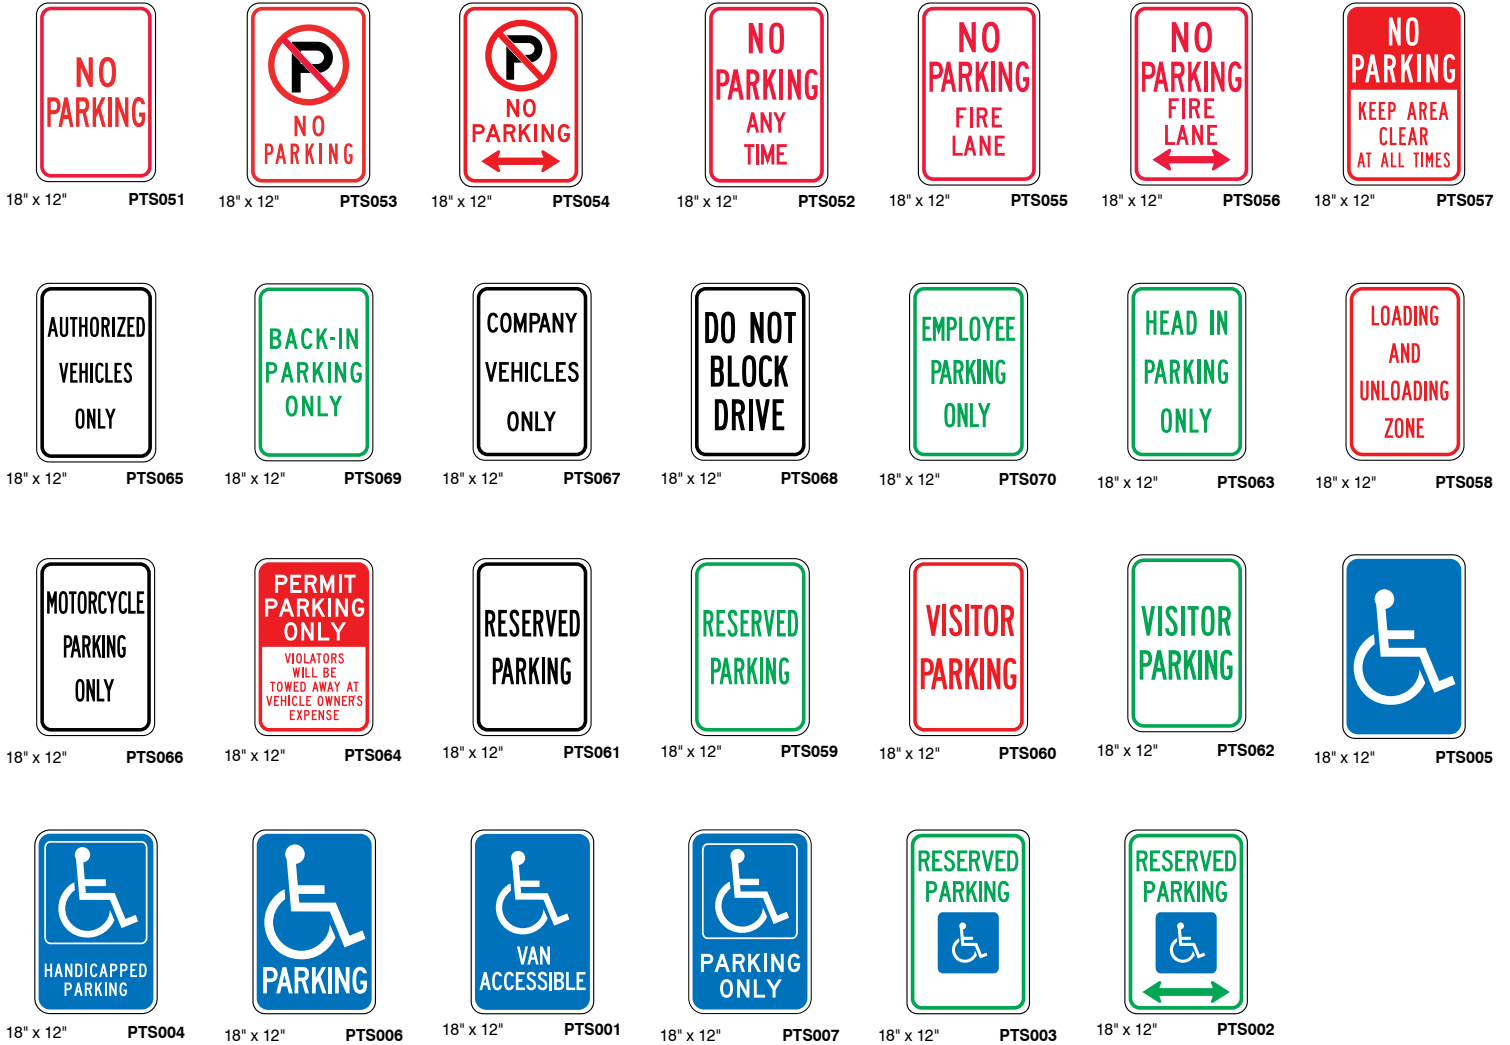 NO
PARKING
18" x 12" PTS051
NO
PARKING
18" x 12" PTS053
NO
PARKING
18" x 12" PTS054
NO
PARKING
ANY
TIME
18" x 12" PTS052
NO
PARKING
FIRE
LANE
18" x 12" PTS055
NO
PARKING
FIRE
LANE
18" x 12" PTS056
NO
PARKING
KEEP AREA
CLEAR
AT ALL TIMES
18" x 12" PTS057
AUTHORIZED
VEHICLES
ONLY
18" x 12" PTS065
BACK-IN
PARKING
ONLY
18" x 12" PTS069
COMPANY
VEHICLES
ONLY
18" x 12" PTS067
DO NOT
BLOCK
DRIVE
18" x 12" PTS068
EMPLOYEE
PARKING
ONLY
18" x 12" PTS070
HEAD IN
PARKING
ONLY
18" x 12" PTS063
LOADING
AND
UNLOADING
ZONE
18" x 12" PTS058
MOTORCYCLE
PARKING
ONLY
18" x 12" PTS066
PERMIT
PARKING
ONLY
VIOLATORS
WILL BE
TOWED AWAY AT
VEHICLE OWNER'S
EXPENSE
18" x 12" PTS064
RESERVED
PARKING
18" x 12" PTS061
RESERVED
PARKING
18" x 12" PTS059
VISITOR
PARKING
18" x 12" PTS060
VISITOR
PARKING
18" x 12" PTS062
18" x 12" PTS005
HANDICAPPED
PARKING
18" x 12" PTS004
PARKING
18" x 12" PTS006
VAN
ACCESSIBLE
18" x 12" PTS001
PARKING
ONLY
18" x 12" PTS007
RESERVED
PARKING
18" x 12" PTS003
RESERVED
PARKING
18" x 12" PTS002